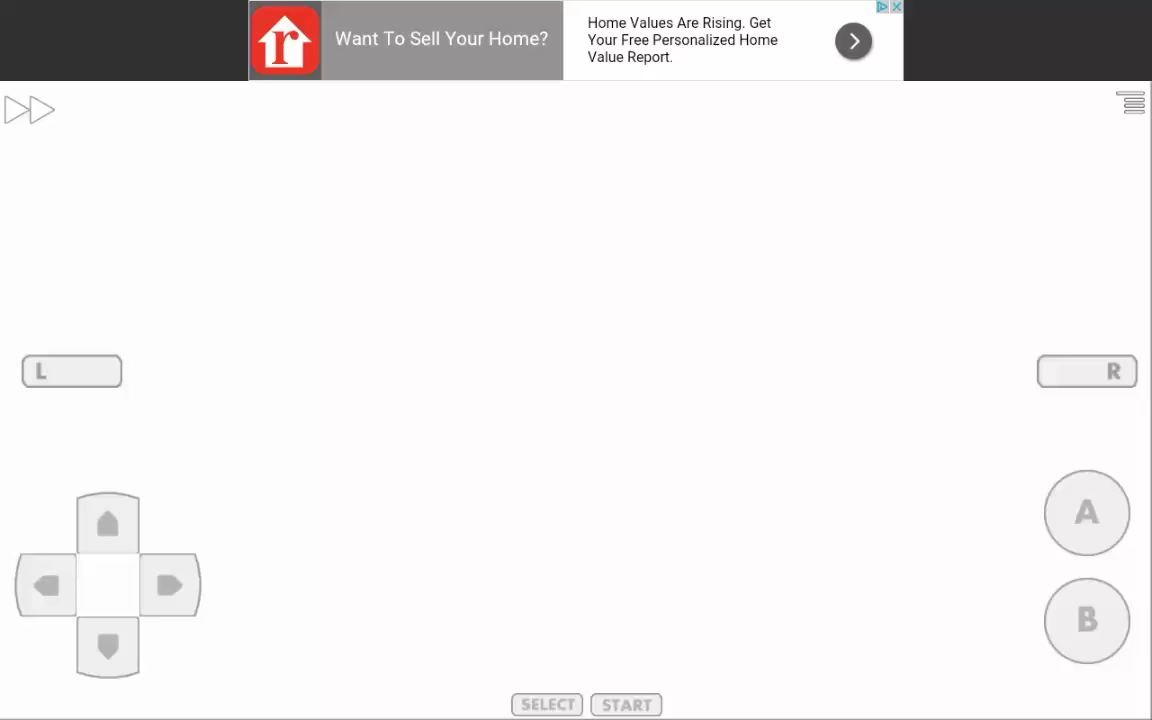 r
Want To Sell Your Home?
Home Values Are Rising. Get
Your Free Personalized Home
Value Report.
L
R
A
B
SELECT START